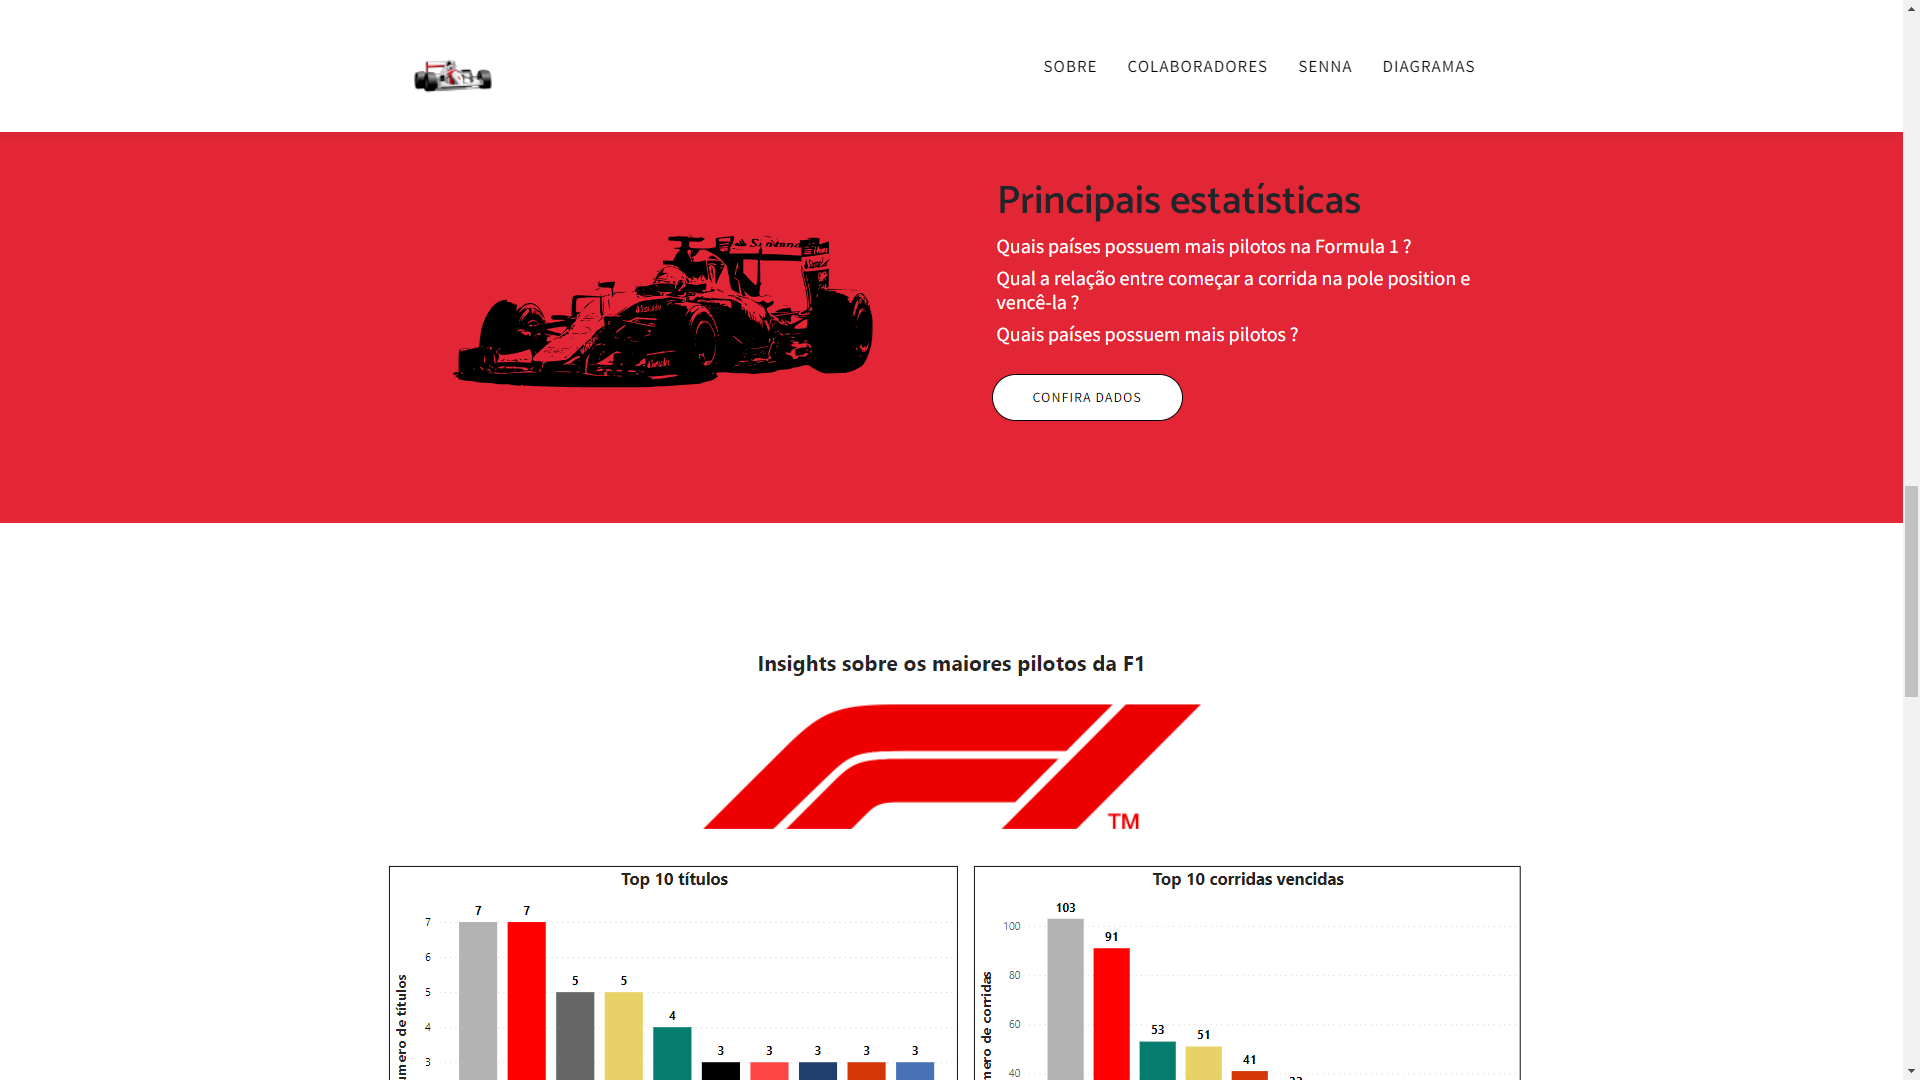 SOBRE COLABORADORES SENNA DIAGRAMAS
Principais estatísticas
Quais países possuem mais pilotos na Formula 1 ?
Qual a relação entre começar a corrida na pole position e
vencê-la ?
Quais países possuem mais pilotos ?
CONFIRA DADOS
Insights sobre os maiores pilotos da F1
F1
TM
Top 10 títulos
7 7
7
6
5 5
5
4
4
3 3 3 3 3
3
umero de títulos
Top 10 corridas vencidas
103
100
91
80
60
53
51
41
40
mero de corridas